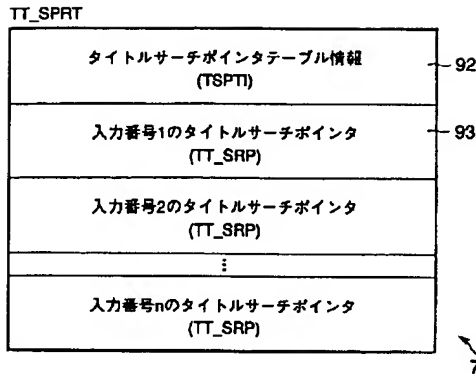 TT_SPRT
タイトルサーチポインタテーブル情報
(TSPTI)
92
入力番号1のタイトルサーチポインタ
(TT_SRP)
93
入力番号2のタイトルサーチポインタ
(TT_SRP)
⋮
入力番号nのタイトルサーチポインタ
(TT_SRP)